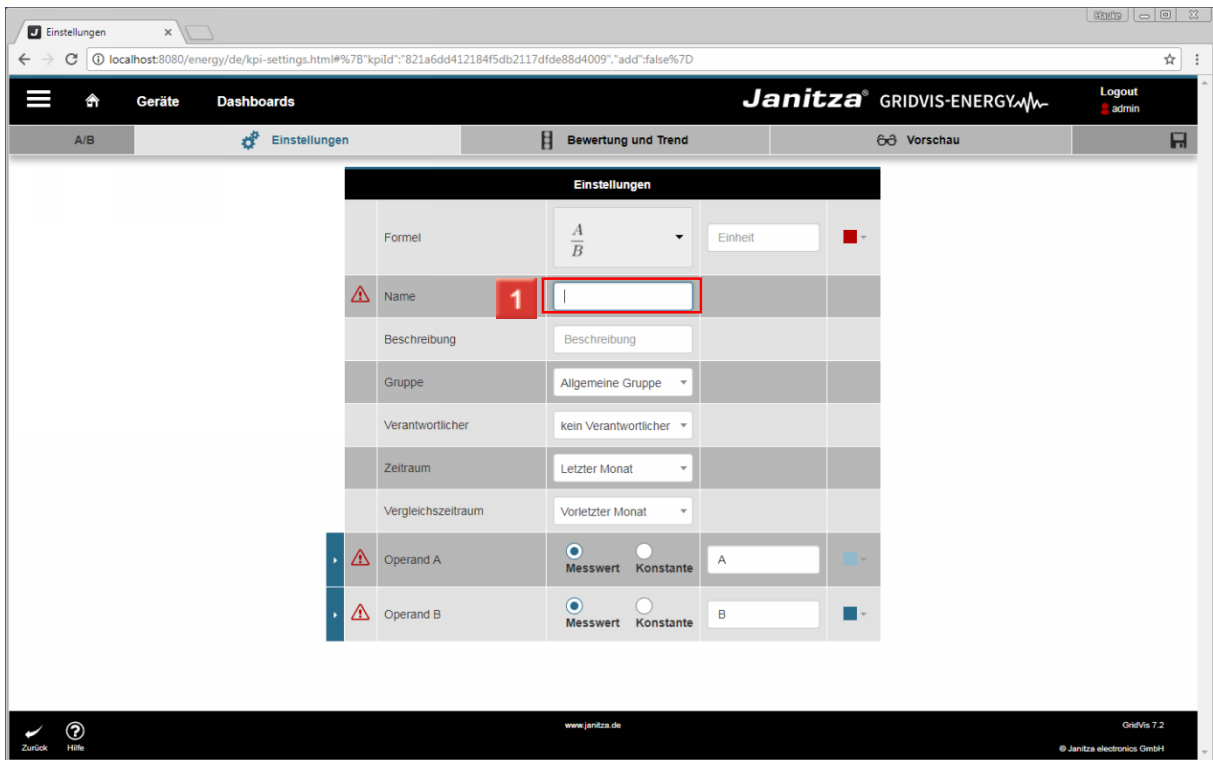 Einstellungen
Hauke
localhost:8080/energy/de/kpi-settings.html#%7B"kpiId":"821a6dd412184f5db2117dfde88d4009","add":false%7D
Geräte Dashboards Janitza® GRIDVIS-ENERGY Logout
admin
A/B Einstellungen Bewertung und Trend Vorschau
Einstellungen
Formel A/B Einheit
Name 1
Beschreibung Beschreibung
Gruppe Allgemeine Gruppe
Verantwortlicher kein Verantwortlicher
Zeitraum Letzter Monat
Vergleichszeitraum Vorletzter Monat
Operand A Messwert Konstante A
Operand B Messwert Konstante B
www.janitza.de GridVis 7.2
Zurück Hilfe © Janitza electronics GmbH